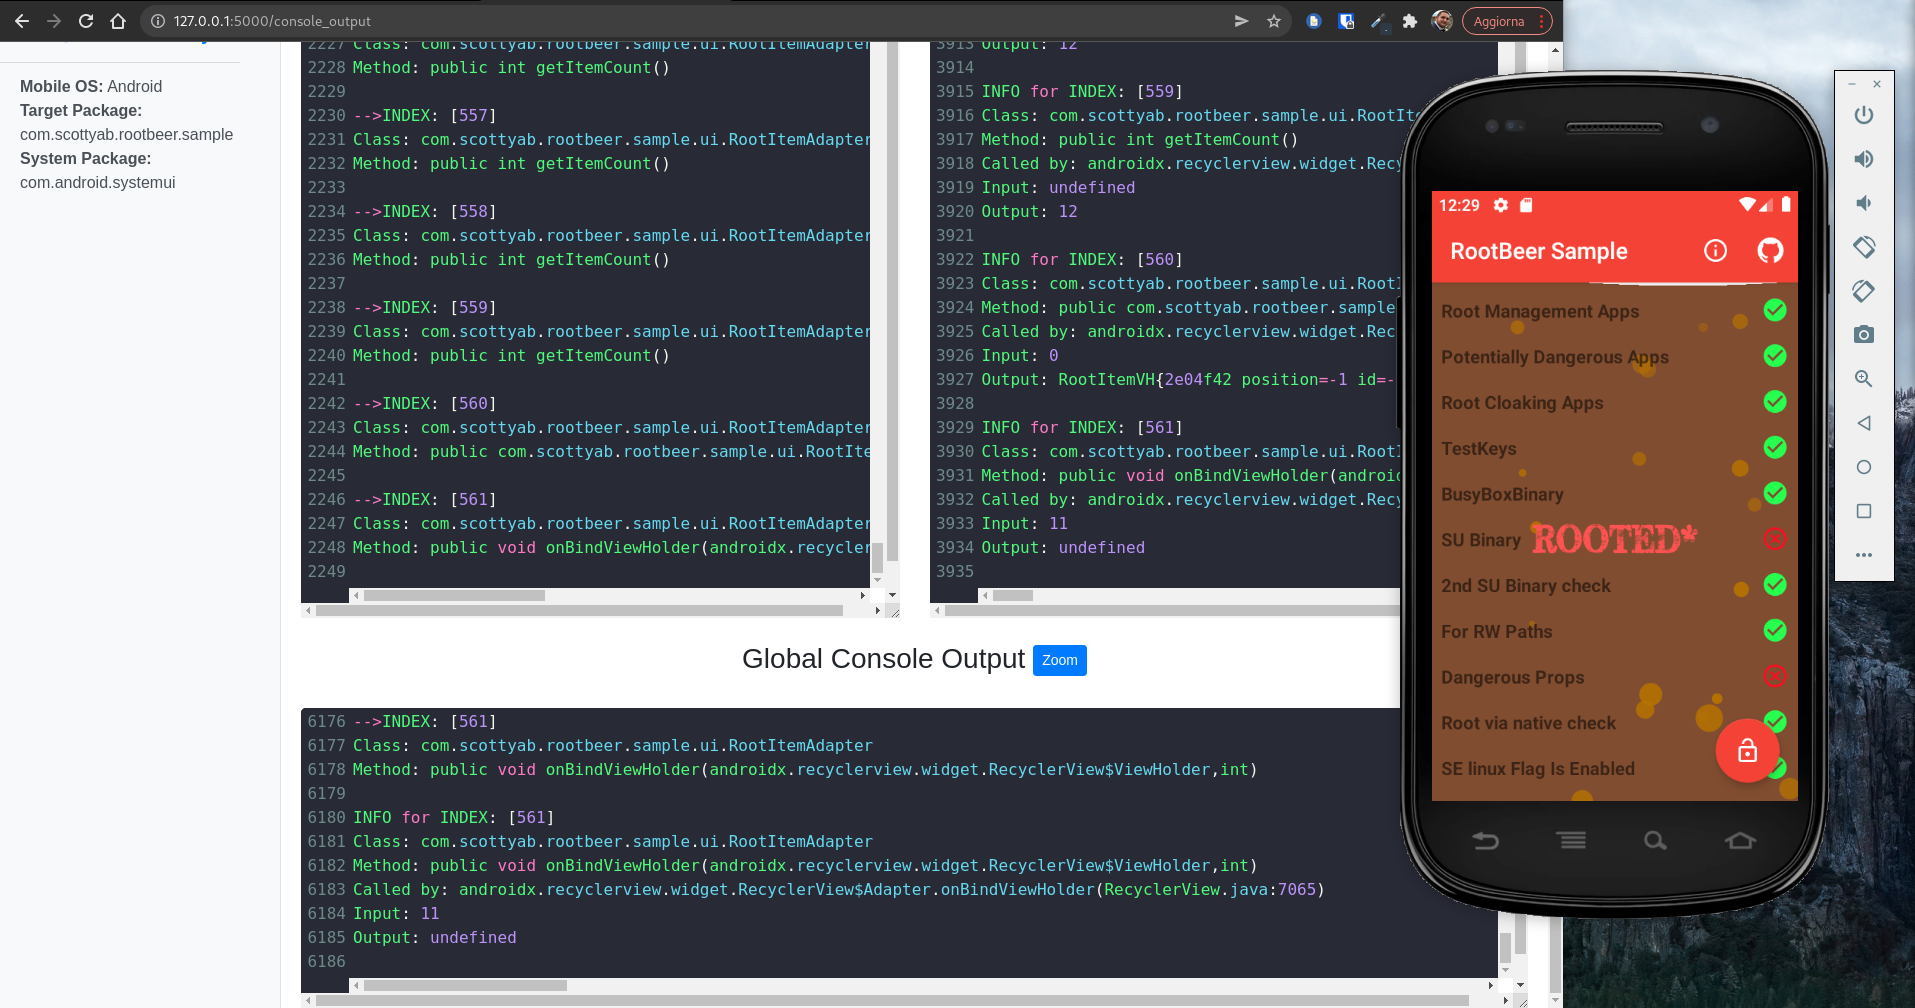 127.0.0.1:5000/console_output
Aggiorna
Mobile OS: Android
Target Package:
com.scottyab.rootbeer.sample
System Package:
com.android.systemui
2227 Class: com.scottyab.rootbeer.sample.ui.RootItemAdapter
2228 Method: public int getItemCount()
2229
2230 -->INDEX: [557]
2231 Class: com.scottyab.rootbeer.sample.ui.RootItemAdapter
2232 Method: public int getItemCount()
2233
2234 -->INDEX: [558]
2235 Class: com.scottyab.rootbeer.sample.ui.RootItemAdapter
2236 Method: public int getItemCount()
2237
2238 -->INDEX: [559]
2239 Class: com.scottyab.rootbeer.sample.ui.RootItemAdapter
2240 Method: public int getItemCount()
2241
2242 -->INDEX: [560]
2243 Class: com.scottyab.rootbeer.sample.ui.RootItemAdapter
2244 Method: public com.scottyab.rootbeer.sample.ui.RootIte
2245
2246 -->INDEX: [561]
2247 Class: com.scottyab.rootbeer.sample.ui.RootItemAdapter
2248 Method: public void onBindViewHolder(androidx.recycler
2249
3913 Output: 12
3914
3915 INFO for INDEX: [559]
3916 Class: com.scottyab.rootbeer.sample.ui.RootIt
3917 Method: public int getItemCount()
3918 Called by: androidx.recyclerview.widget.Recy
3919 Input: undefined
3920 Output: 12
3921
3922 INFO for INDEX: [560]
3923 Class: com.scottyab.rootbeer.sample.ui.RootI
3924 Method: public com.scottyab.rootbeer.sample
3925 Called by: androidx.recyclerview.widget.Rec
3926 Input: 0
3927 Output: RootItemVH{2e04f42 position=-1 id=-
3928
3929 INFO for INDEX: [561]
3930 Class: com.scottyab.rootbeer.sample.ui.RootI
3931 Method: public void onBindViewHolder(android
3932 Called by: androidx.recyclerview.widget.Recy
3933 Input: 11
3934 Output: undefined
3935
Global Console Output Zoom
6176 -->INDEX: [561]
6177 Class: com.scottyab.rootbeer.sample.ui.RootItemAdapter
6178 Method: public void onBindViewHolder(androidx.recyclerview.widget.RecyclerView$ViewHolder,int)
6179
6180 INFO for INDEX: [561]
6181 Class: com.scottyab.rootbeer.sample.ui.RootItemAdapter
6182 Method: public void onBindViewHolder(androidx.recyclerview.widget.RecyclerView$ViewHolder,int)
6183 Called by: androidx.recyclerview.widget.RecyclerView$Adapter.onBindViewHolder(RecyclerView.java:7065)
6184 Input: 11
6185 Output: undefined
6186
12:29
RootBeer Sample
Root Management Apps
Potentially Dangerous Apps
Root Cloaking Apps
TestKeys
BusyBoxBinary
SU Binary
ROOTED*
2nd SU Binary check
For RW Paths
Dangerous Props
Root via native check
SE linux Flag Is Enabled